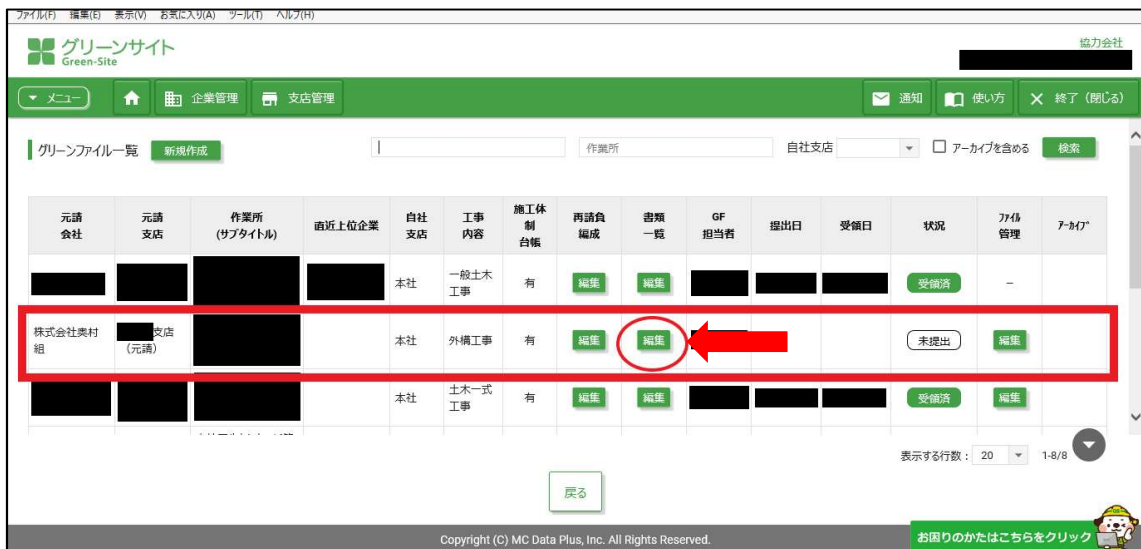 ファイル(F) 編集(E) 表示(V) お気に入り(A) ツール(T) ヘルプ(H)
グリーンサイト
Green-Site
協力会社
メニュー 企業管理 支店管理 通知 使い方 終了（閉じる）
グリーンファイル一覧 新規作成 作業所 自社支店 アーカイブを含める 検索
元請会社 元請支店 作業所(サブタイトル) 直近上位企業 自社支店 工事内容 施工体制台帳 再請負編成 書類一覧 GF担当者 提出日 受領日 状況 ファイル管理 アーカイブ
本社 一般土木工事 有 編集 編集 受領済 −
株式会社奥村組 支店（元請） 本社 外構工事 有 編集 編集 未提出 編集
本社 土木一式工事 有 編集 編集 受領済 編集
表示する行数： 20 1-8/8
戻る
Copyright (C) MC Data Plus, Inc. All Rights Reserved.
お困りのかたはこちらをクリック